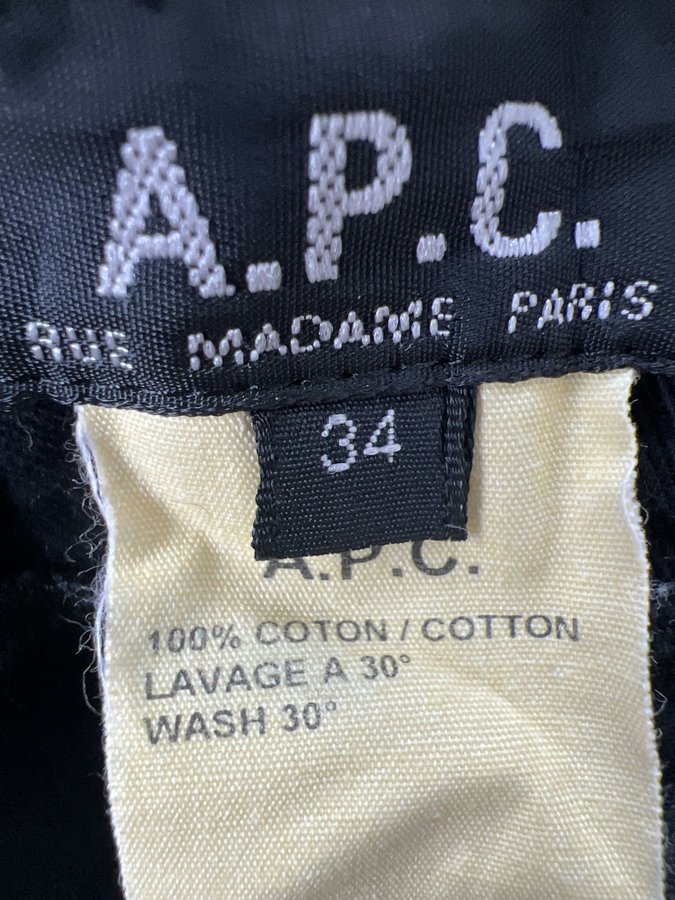 A.P.C.
RUE MADAME PARIS
34
A.P.C.
100% COTON / COTTON
LAVAGE A 30°
WASH 30°